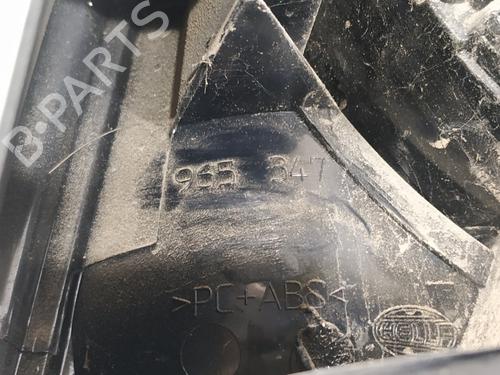 B-PARTS
965 347
>PC+ABS<
HELLA